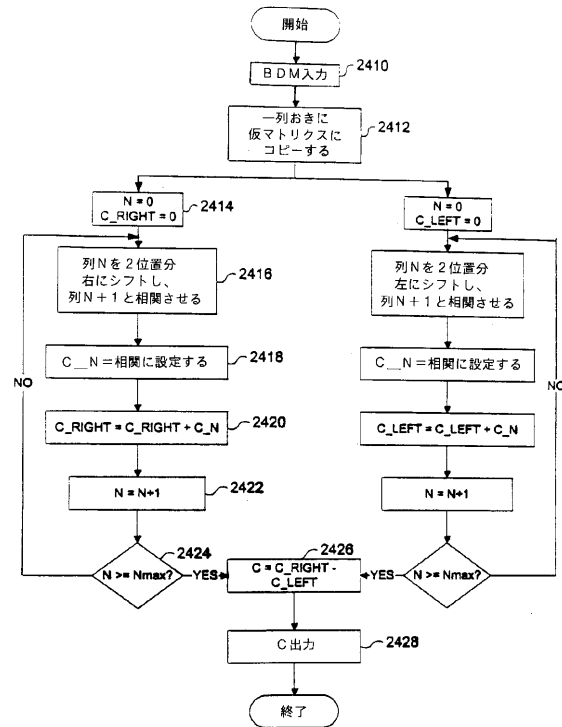 開始
BDM入力
2410
一列おきに
仮マトリクスに
コピーする
2412
N = 0
C_RIGHT = 0
2414
列Nを2位置分
右にシフトし、
列N+1と相関させる
2416
C__N=相関に設定する
2418
C_RIGHT = C_RIGHT + C_N
2420
N = N+1
2422
N >= Nmax?
2424
NO
YES
N = 0
C_LEFT = 0
列Nを2位置分
左にシフトし、
列N+1と相関させる
C__N=相関に設定する
C_LEFT = C_LEFT + C_N
N = N+1
N >= Nmax?
NO
YES
C = C_RIGHT -
C_LEFT
2426
C出力
2428
終了